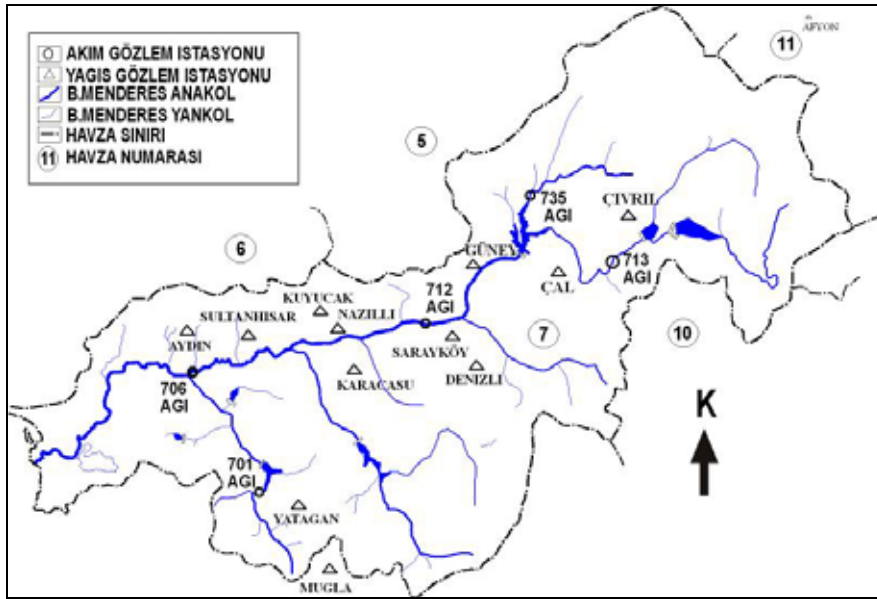 AKIM GÖZLEM ISTASYONU
YAGIS GÖZLEM ISTASYONU
B.MENDERES ANAKOL
B.MENDERES YANKOL
HAVZA SINIRI
11 HAVZA NUMARASI
AFYON
11
5
735
AGI
ÇIVRIL
6
GÜNEY
713
AGI
ÇAL
712
AGI
KUYUCAK
SULTANHISAR
NAZILLI
AYDIN
SARAYKÖY
7
10
706
AGI
KARACASU
DENIZLI
K
701
AGI
YATAGAN
MUGLA